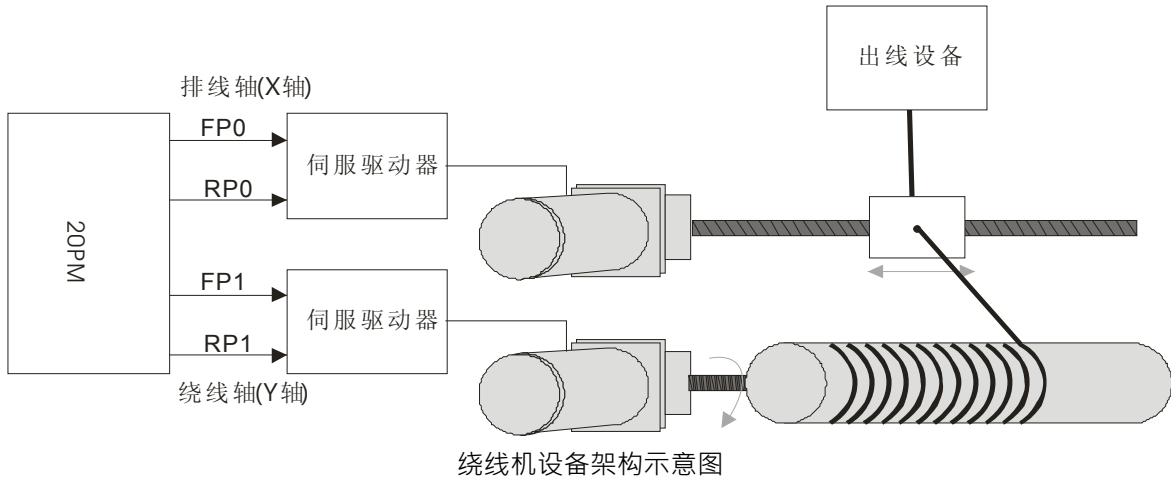 出线设备
排线轴(X轴)
FP0
RP0
伺服驱动器
20PM
FP1
RP1
伺服驱动器
绕线轴(Y轴)
绕线机设备架构示意图